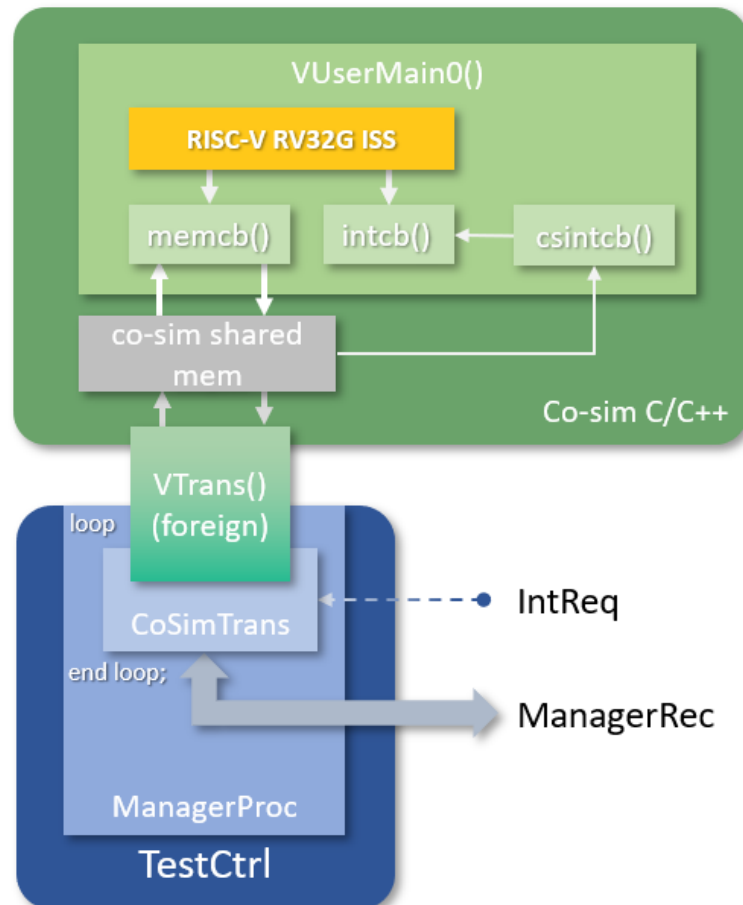 VUserMain0()
RISC-V RV32G ISS
memcb()
intcb()
csintcb()
co-sim shared
mem
Co-sim C/C++
VTrans()
(foreign)
loop
CoSimTrans
IntReq
end loop;
ManagerRec
ManagerProc
TestCtrl